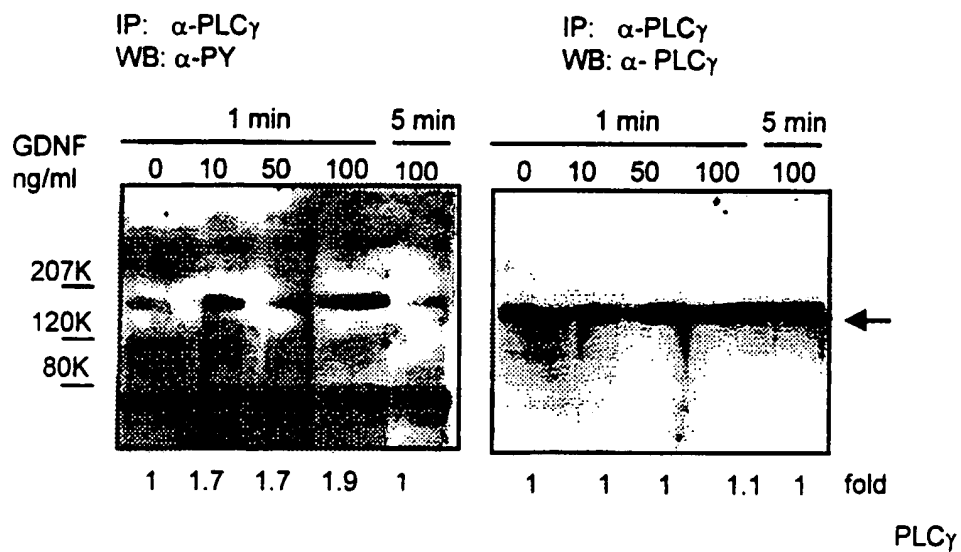 IP: α-PLCγ
WB: α-PY
IP: α-PLCγ
WB: α- PLCγ
1 min 5 min
1 min 5 min
GDNF
ng/ml
0 10 50 100 100
0 10 50 100 100
207K
120K
80K
1 1.7 1.7 1.9 1
1 1 1 1.1 1 fold
PLCγ